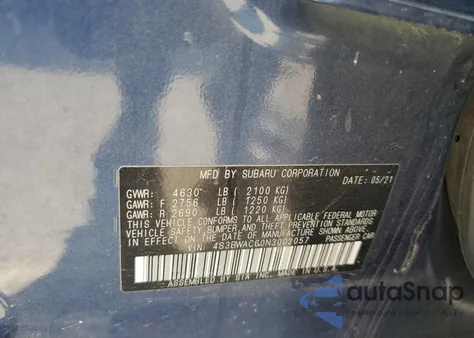 MFD BY SUBARU CORPORATION
DATE: 05/21
GVWR: 4630 LB (2100 KG)
GAWR: F 2756 LB (1250 KG)
GAWR: R 2690 LB (1220 KG)
THIS VEHICLE CONFORMS TO ALL APPLICABLE FEDERAL MOTOR
VEHICLE SAFETY, BUMPER, AND THEFT PREVENTION STANDARDS
IN EFFECT ON THE DATE OF MANUFACTURE SHOWN ABOVE.
VIN: 4S3BWAC60N3002057 PASSENGER CAR
ASSEMBLED BY SIA, INC. MADE IN U.S.A.
autoSnap